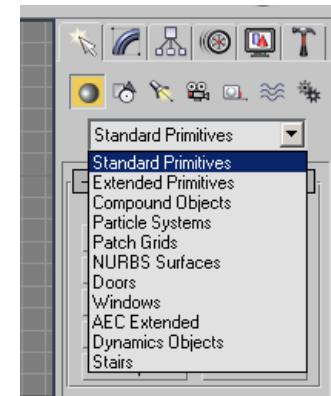 Standard Primitives
Standard Primitives
Extended Primitives
Compound Objects
Particle Systems
Patch Grids
NURBS Surfaces
Doors
Windows
AEC Extended
Dynamics Objects
Stairs